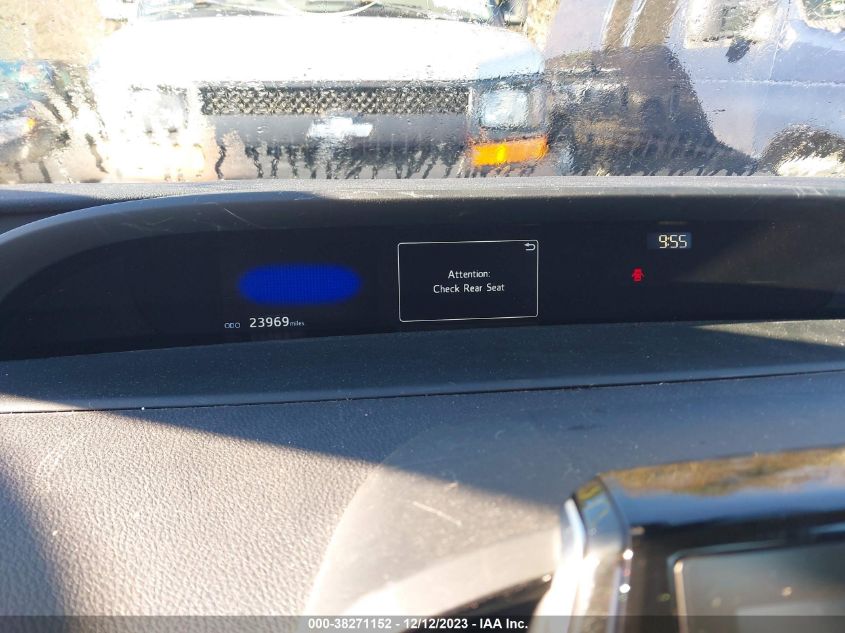 9:55
Attention:
Check Rear Seat
ODO 23969 miles
000-38271152 - 12/12/2023 - IAA Inc.